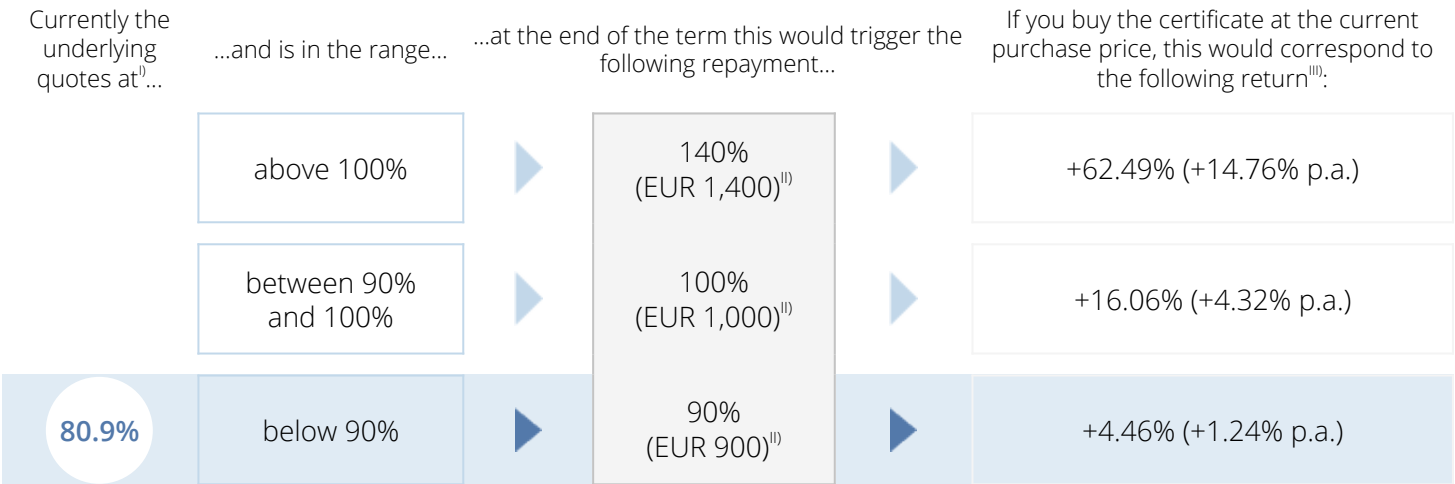 Currently the
underlying
quotes at^I)...
...and is in the range...
...at the end of the term this would trigger the
following repayment...
If you buy the certificate at the current
purchase price, this would correspond to
the following return^III):
above 100%
140%
(EUR 1,400)^II)
+62.49% (+14.76% p.a.)
between 90%
and 100%
100%
(EUR 1,000)^II)
+16.06% (+4.32% p.a.)
80.9%
below 90%
90%
(EUR 900)^II)
+4.46% (+1.24% p.a.)